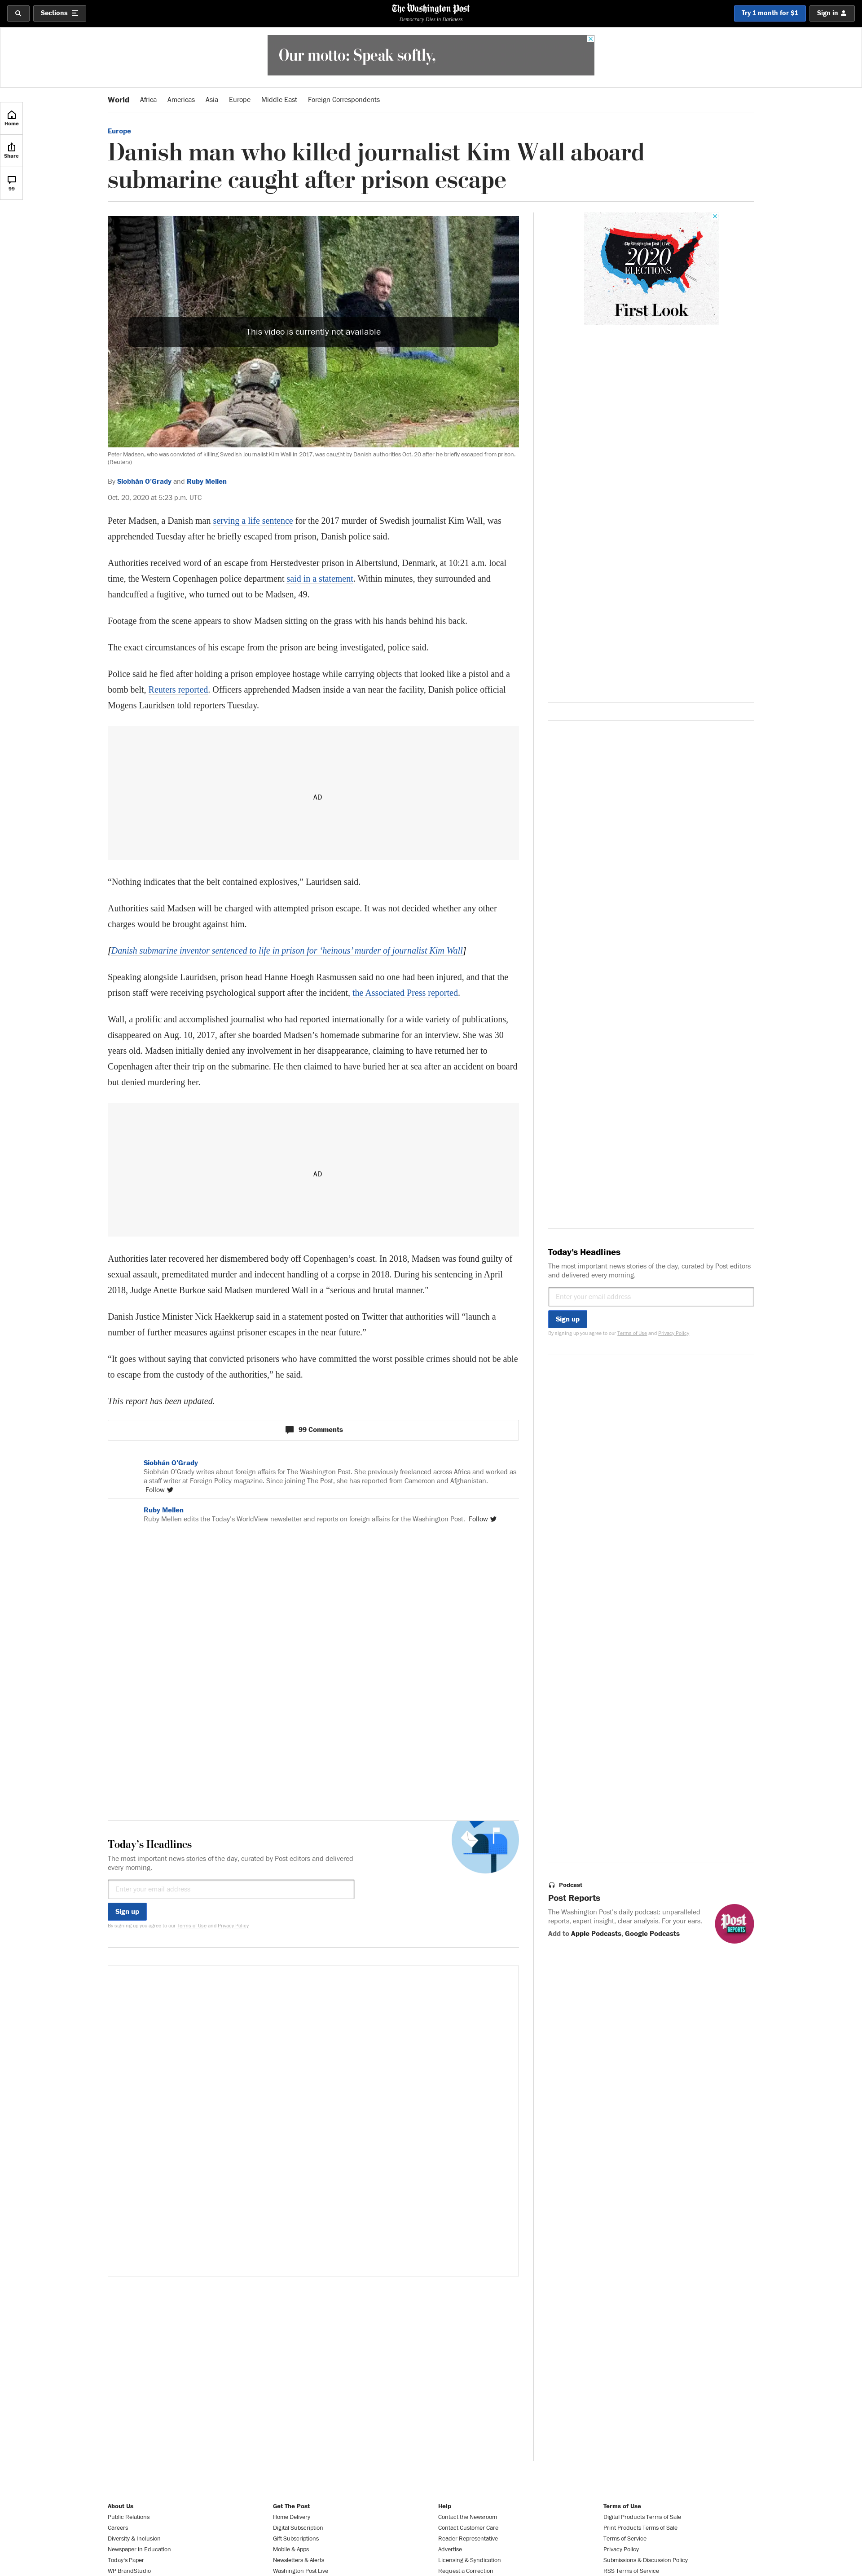 Sections
The Washington Post
Democracy Dies in Darkness
Try 1 month for $1
Sign in
Our motto: Speak softly,
Home
Share
99
World
Africa
Americas
Asia
Europe
Middle East
Foreign Correspondents
Europe
Danish man who killed journalist Kim Wall aboard
submarine caught after prison escape
This video is currently not available
Peter Madsen, who was convicted of killing Swedish journalist Kim Wall in 2017, was caught by Danish authorities Oct. 20 after he briefly escaped from prison.
(Reuters)
The Washington Post LIVE
2020
ELECTIONS
First Look
By Siobhán O'Grady and Ruby Mellen
Oct. 20, 2020 at 5:23 p.m. UTC
Peter Madsen, a Danish man serving a life sentence for the 2017 murder of Swedish journalist Kim Wall, was
apprehended Tuesday after he briefly escaped from prison, Danish police said.
Authorities received word of an escape from Herstedvester prison in Albertslund, Denmark, at 10:21 a.m. local
time, the Western Copenhagen police department said in a statement. Within minutes, they surrounded and
handcuffed a fugitive, who turned out to be Madsen, 49.
Footage from the scene appears to show Madsen sitting on the grass with his hands behind his back.
The exact circumstances of his escape from the prison are being investigated, police said.
Police said he fled after holding a prison employee hostage while carrying objects that looked like a pistol and a
bomb belt, Reuters reported. Officers apprehended Madsen inside a van near the facility, Danish police official
Mogens Lauridsen told reporters Tuesday.
AD
“Nothing indicates that the belt contained explosives,” Lauridsen said.
Authorities said Madsen will be charged with attempted prison escape. It was not decided whether any other
charges would be brought against him.
[Danish submarine inventor sentenced to life in prison for ‘heinous’ murder of journalist Kim Wall]
Speaking alongside Lauridsen, prison head Hanne Hoegh Rasmussen said no one had been injured, and that the
prison staff were receiving psychological support after the incident, the Associated Press reported.
Wall, a prolific and accomplished journalist who had reported internationally for a wide variety of publications,
disappeared on Aug. 10, 2017, after she boarded Madsen’s homemade submarine for an interview. She was 30
years old. Madsen initially denied any involvement in her disappearance, claiming to have returned her to
Copenhagen after their trip on the submarine. He then claimed to have buried her at sea after an accident on board
but denied murdering her.
AD
Authorities later recovered her dismembered body off Copenhagen’s coast. In 2018, Madsen was found guilty of
sexual assault, premeditated murder and indecent handling of a corpse in 2018. During his sentencing in April
2018, Judge Anette Burkoe said Madsen murdered Wall in a “serious and brutal manner."
Danish Justice Minister Nick Haekkerup said in a statement posted on Twitter that authorities will “launch a
number of further measures against prisoner escapes in the near future.”
“It goes without saying that convicted prisoners who have committed the worst possible crimes should not be able
to escape from the custody of the authorities,” he said.
This report has been updated.
99 Comments
Siobhán O'Grady
Siobhán O'Grady writes about foreign affairs for The Washington Post. She previously freelanced across Africa and worked as
a staff writer at Foreign Policy magazine. Since joining The Post, she has reported from Cameroon and Afghanistan.
Follow
Ruby Mellen
Ruby Mellen edits the Today's WorldView newsletter and reports on foreign affairs for the Washington Post. Follow
Today's Headlines
The most important news stories of the day, curated by Post editors
and delivered every morning.
Enter your email address
Sign up
By signing up you agree to our Terms of Use and Privacy Policy
Today’s Headlines
The most important news stories of the day, curated by Post editors and delivered
every morning.
Enter your email address
Sign up
By signing up you agree to our Terms of Use and Privacy Policy
Podcast
Post Reports
The Washington Post's daily podcast: unparalleled
reports, expert insight, clear analysis. For your ears.
Add to Apple Podcasts, Google Podcasts
Post
REPORTS
About Us
Public Relations
Careers
Diversity & Inclusion
Newspaper in Education
Today's Paper
WP BrandStudio
Get The Post
Home Delivery
Digital Subscription
Gift Subscriptions
Mobile & Apps
Newsletters & Alerts
Washington Post Live
Help
Contact the Newsroom
Contact Customer Care
Reader Representative
Advertise
Licensing & Syndication
Request a Correction
Terms of Use
Digital Products Terms of Sale
Print Products Terms of Sale
Terms of Service
Privacy Policy
Submissions & Discussion Policy
RSS Terms of Service